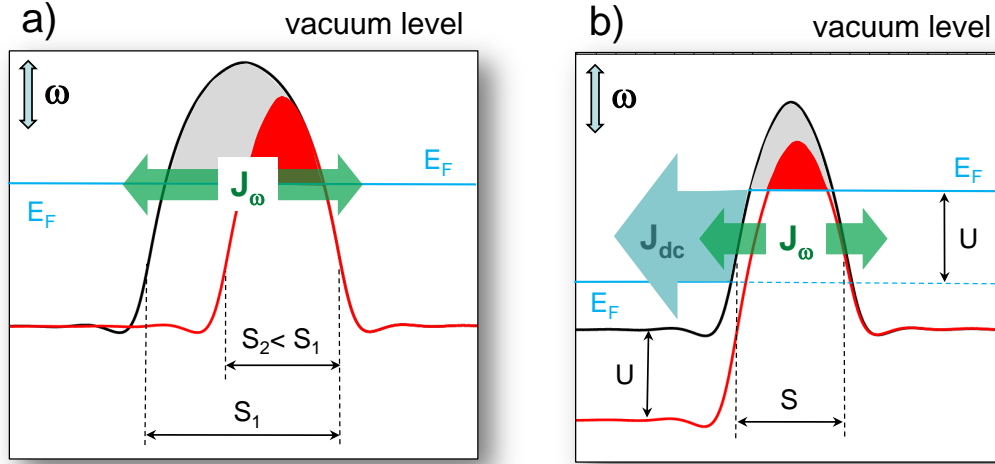 a)
vacuum level
ω
E_F
E_F
J_ω
S_2< S_1
S_1
b)
vacuum level
ω
E_F
J_dc
J_ω
U
E_F
U
S